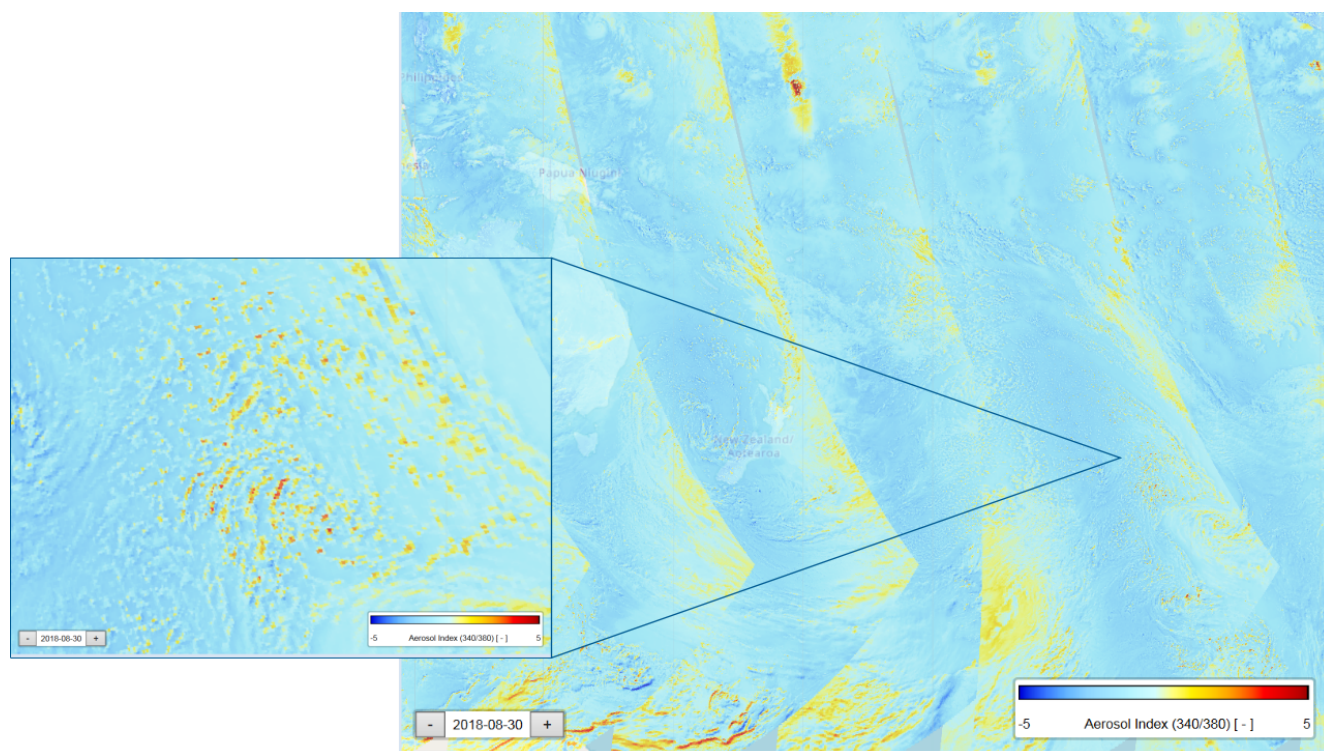 Philippines
nesia
Papua Niugini
New Zealand/
Aotearoa
- 2018-08-30 +
-5 Aerosol Index (340/380) [ - ] 5
- 2018-08-30 +
-5 Aerosol Index (340/380) [ - ] 5